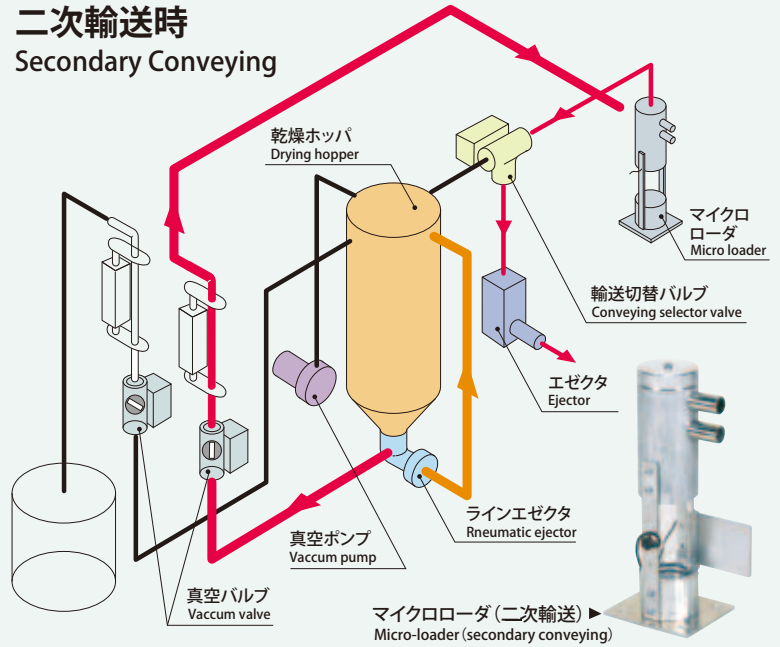 二次輸送時
Secondary Conveying
乾燥ホッパ
Drying hopper
マイクロ
ローダ
Micro loader
輸送切替バルブ
Conveying selector valve
エゼクタ
Ejector
ラインエゼクタ
Rneumatic ejector
真空ポンプ
Vaccum pump
真空バルブ
Vaccum valve
マイクロローダ（二次輸送）▶
Micro-loader（secondary conveying）